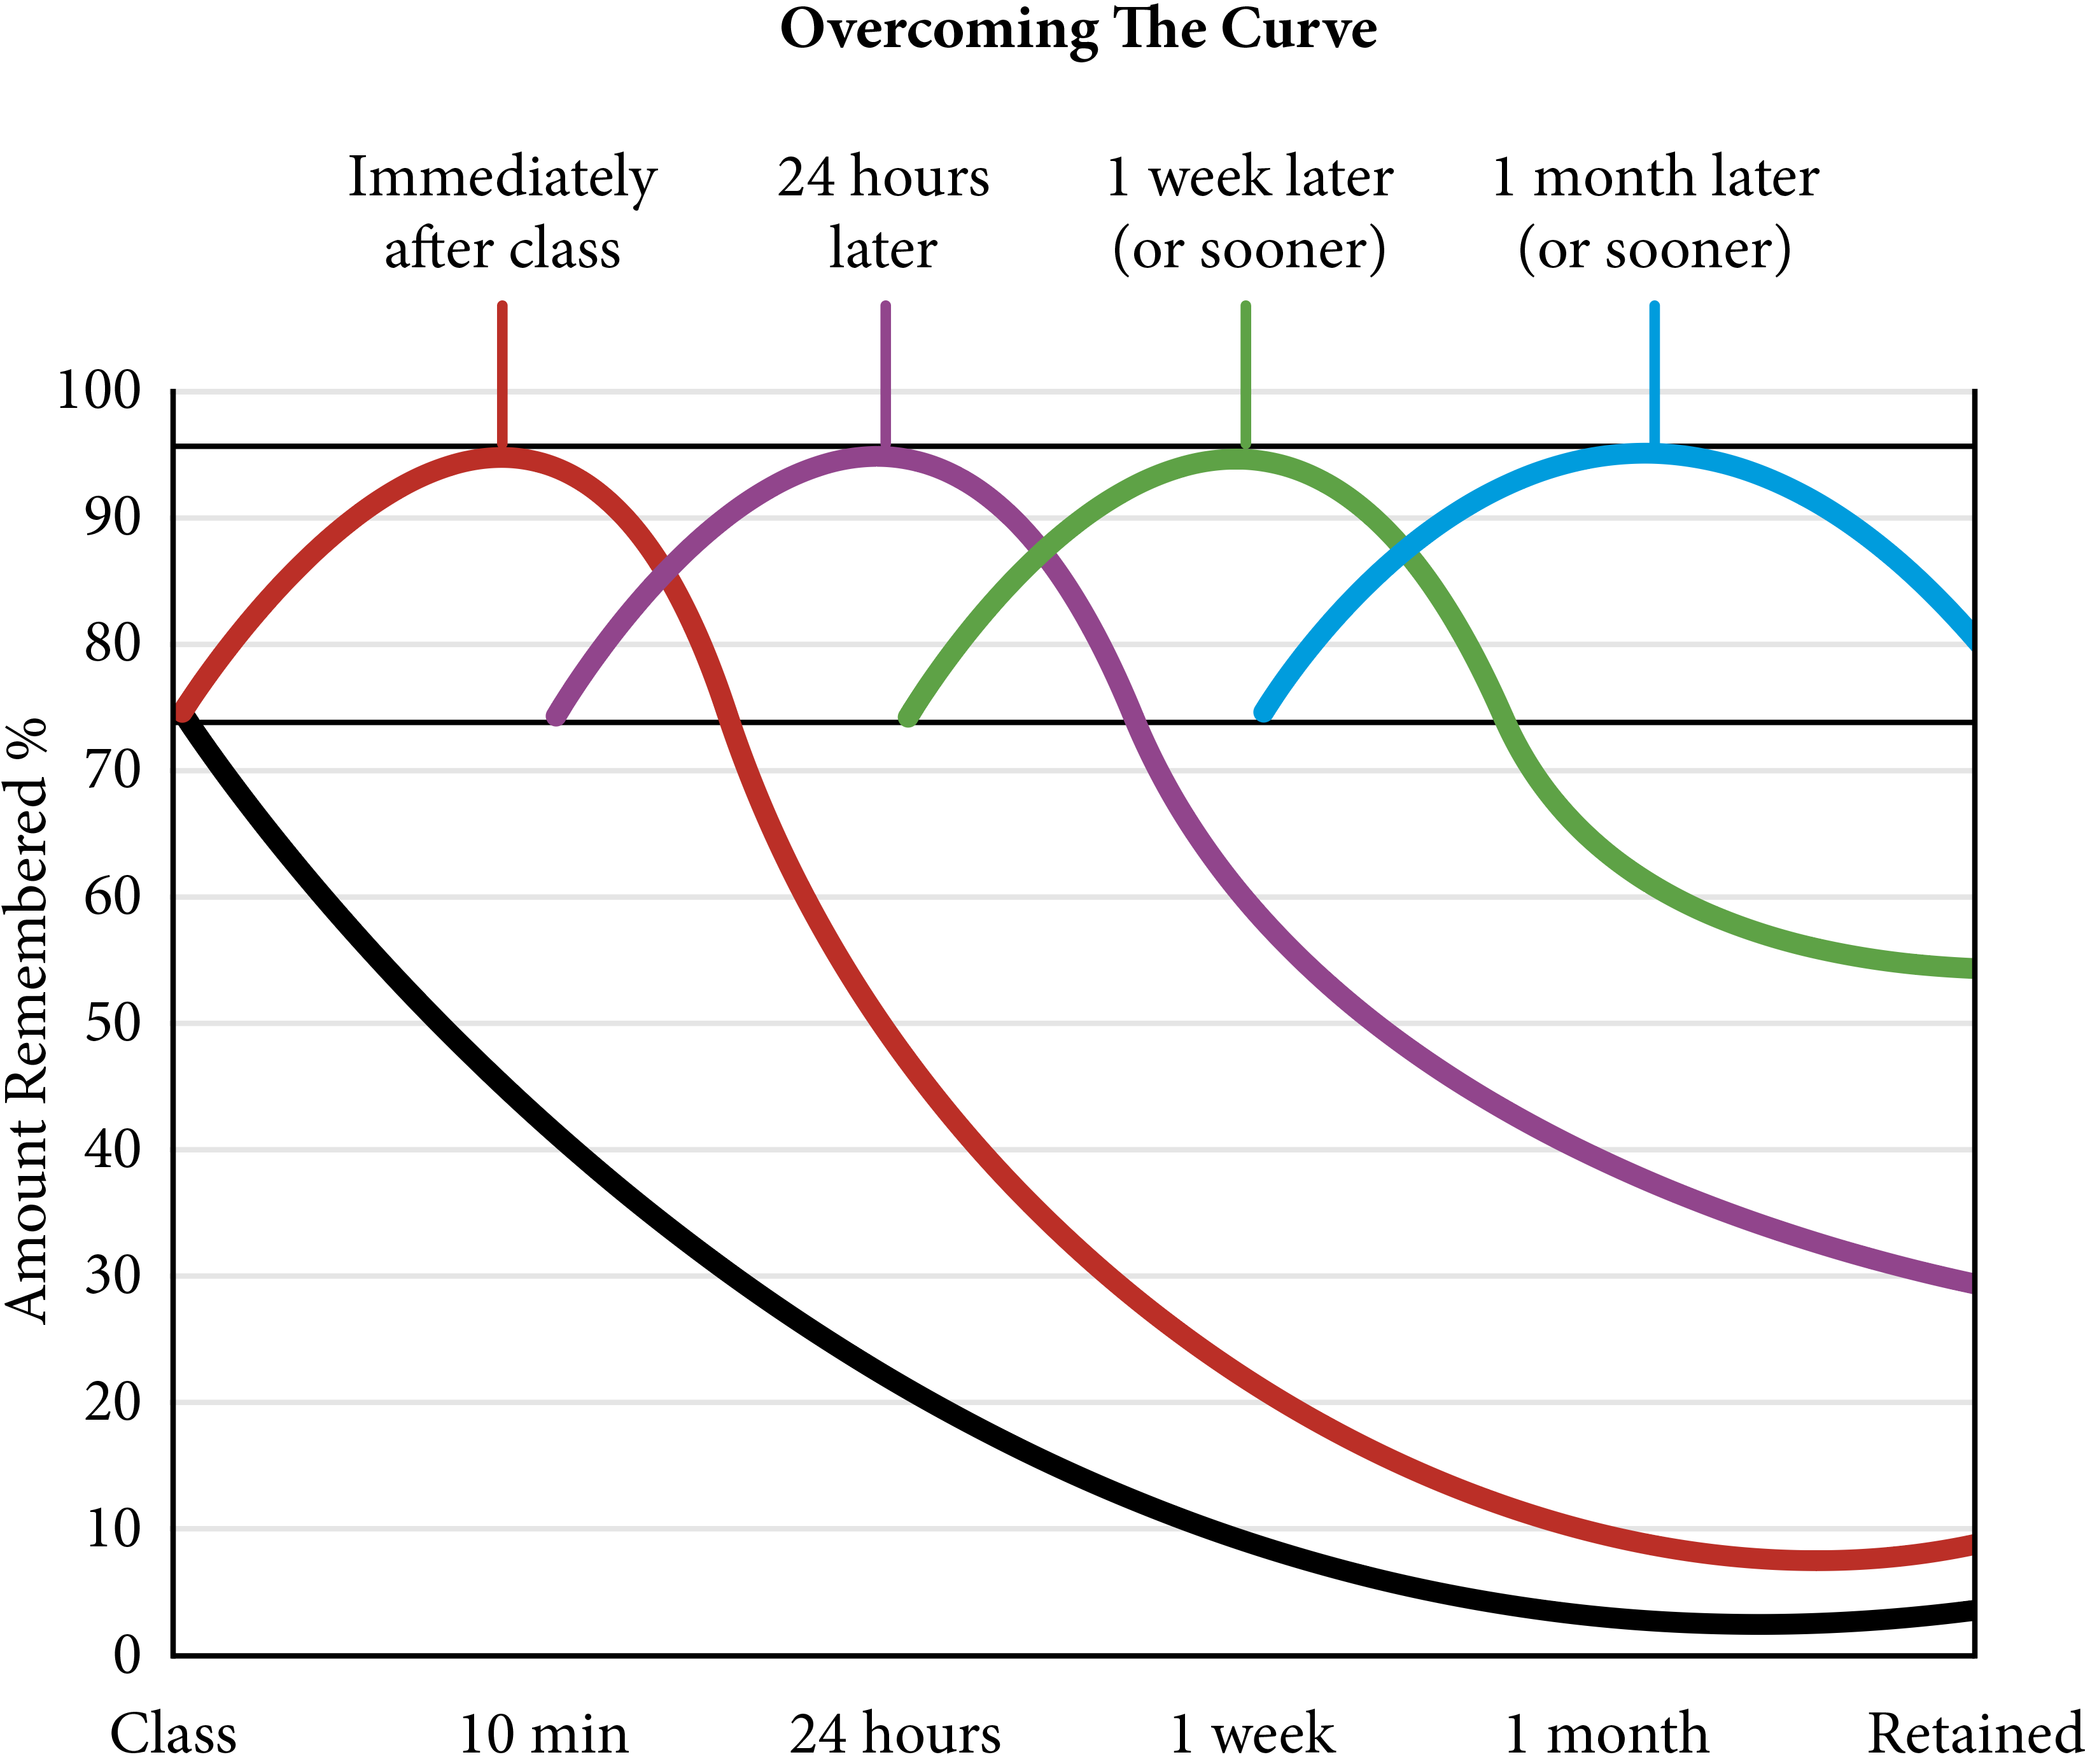 Overcoming The Curve
Immediately
after class
24 hours
later
1 week later
(or sooner)
1 month later
(or sooner)
Amount Remembered %
100
90
80
70
60
50
40
30
20
10
0
Class
10 min
24 hours
1 week
1 month
Retained